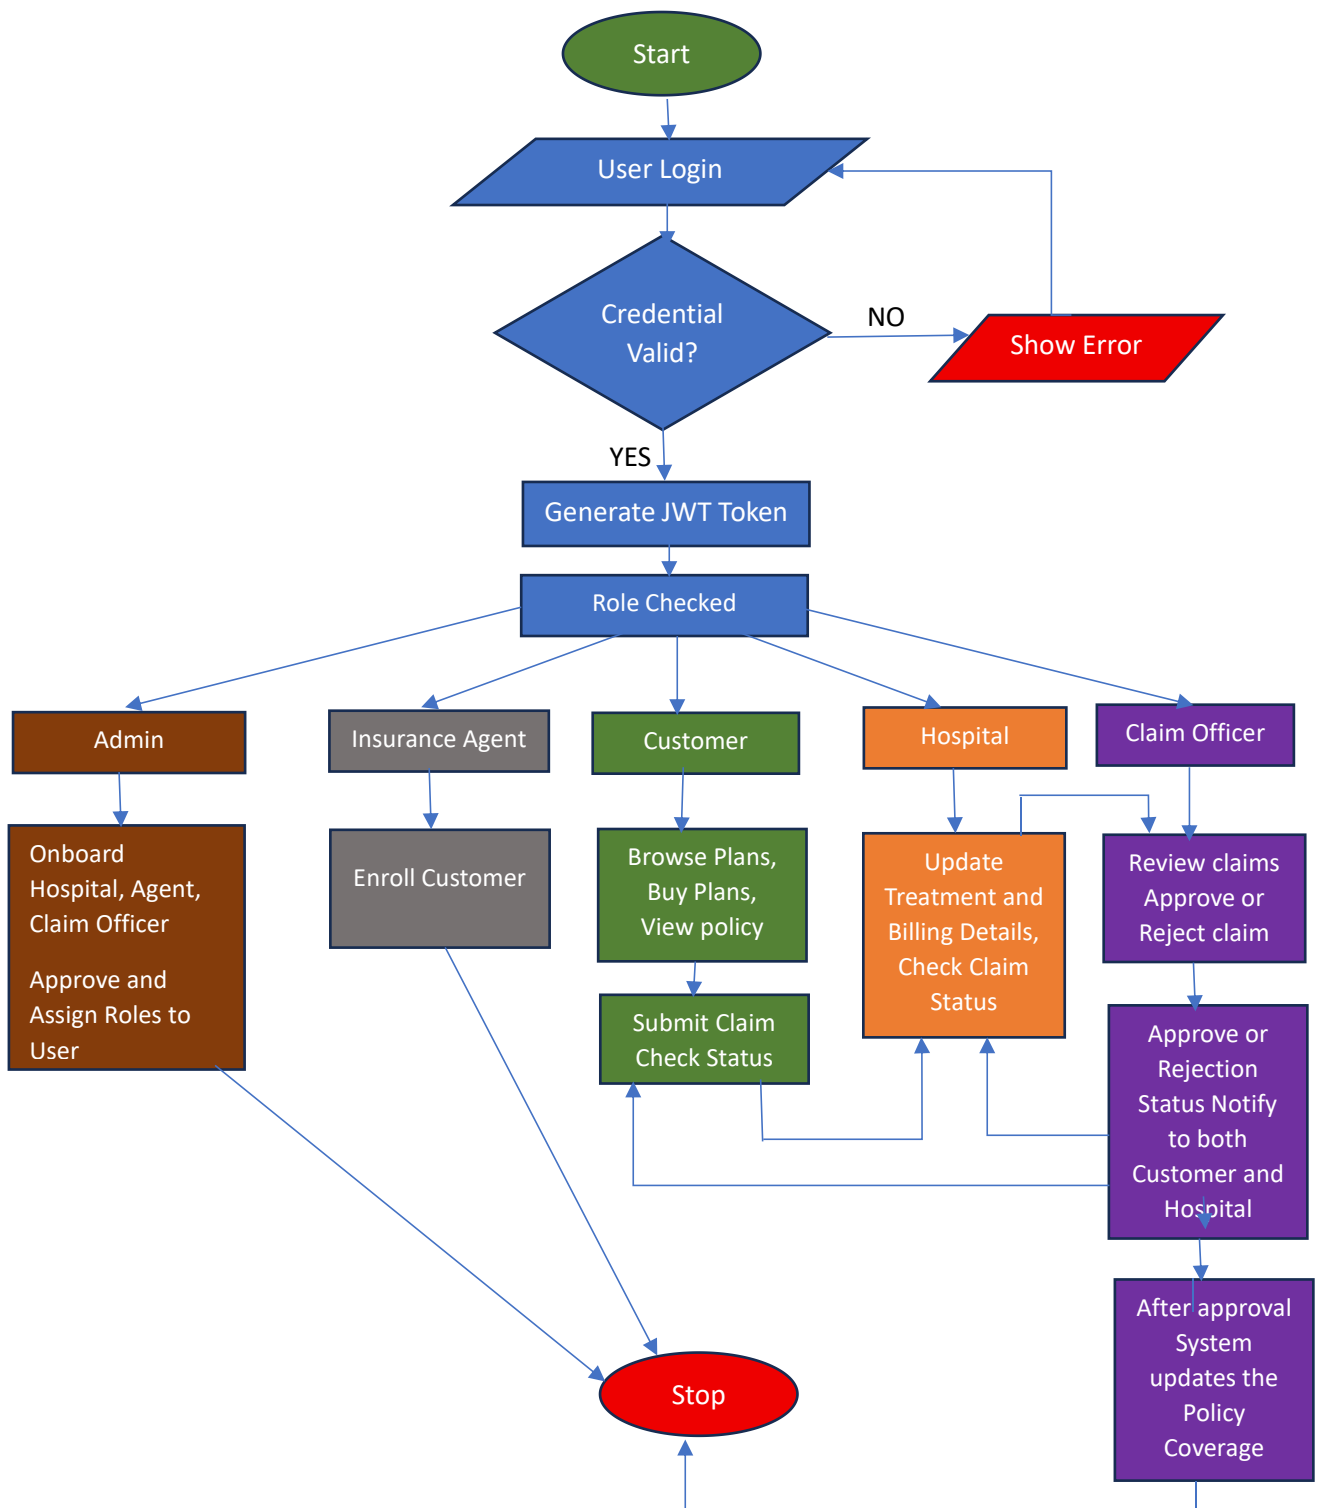 Start
User Login
Credential
Valid?
NO
Show Error
YES
Generate JWT Token
Role Checked
Admin
Insurance Agent
Customer
Hospital
Claim Officer
Onboard
Hospital, Agent,
Claim Officer
Approve and
Assign Roles to
User
Enroll Customer
Browse Plans,
Buy Plans,
View policy
Submit Claim
Check Status
Update
Treatment and
Billing Details,
Check Claim
Status
Review claims
Approve or
Reject claim
Approve or
Rejection
Status Notify
to both
Customer and
Hospital
After approval
System
updates the
Policy
Coverage
Stop